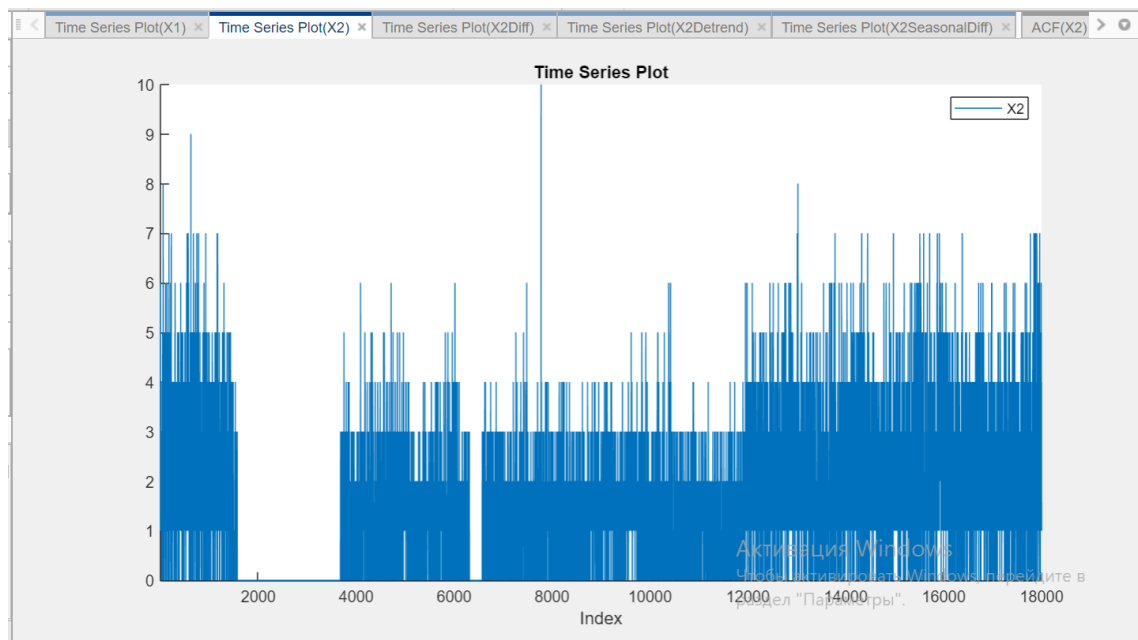 Time Series Plot(X1) × Time Series Plot(X2) × Time Series Plot(X2Diff) × Time Series Plot(X2Detrend) × Time Series Plot(X2SeasonalDiff) × ACF(X2)
Time Series Plot
X2
10
9
8
7
6
5
4
3
2
1
0
2000 4000 6000 8000 10000 12000 14000 16000 18000
Index
Активация Windows
Чтобы активировать Windows, перейдите в
раздел "Параметры".